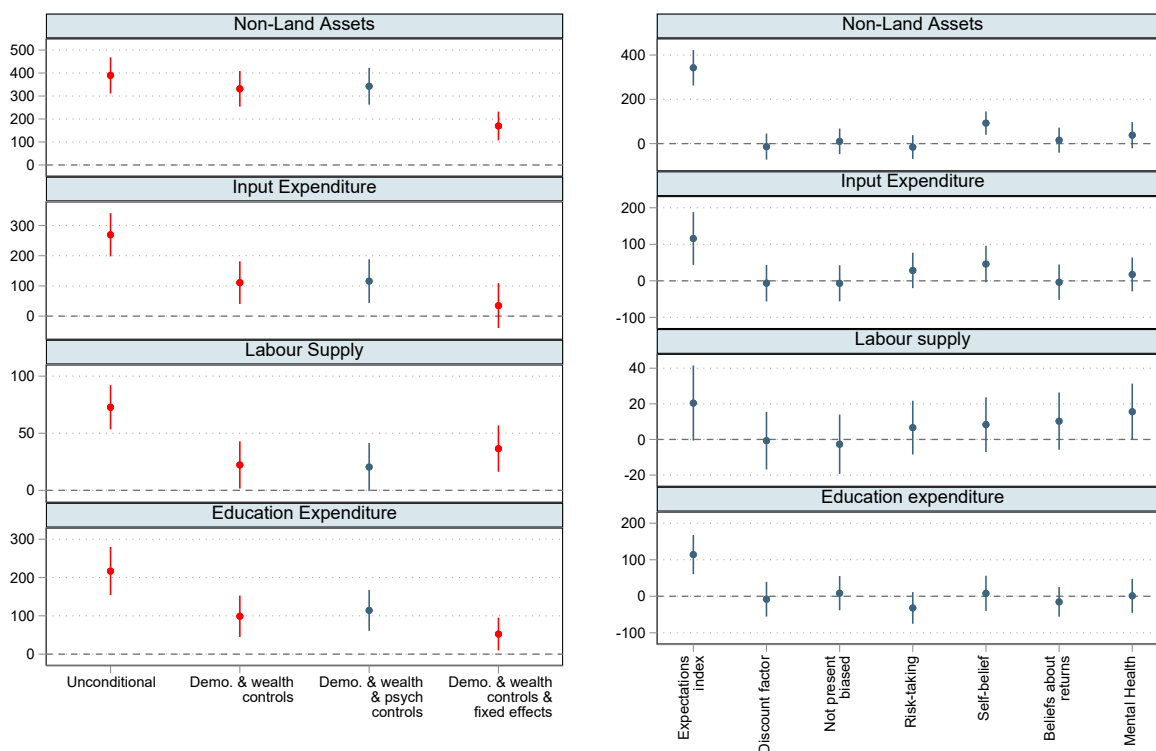 Non-Land Assets
500
400
300
200
100
0
Input Expenditure
300
200
100
0
Labour Supply
100
50
0
Education Expenditure
300
200
100
0
Unconditional
Demo. & wealth
controls
Demo. & wealth
& psych
controls
Demo. & wealth
controls &
fixed effects
Non-Land Assets
400
200
0
Input Expenditure
200
100
0
-100
Labour supply
40
20
0
-20
Education expenditure
200
100
0
-100
Expectations
index
Discount factor
Not present
biased
Risk-taking
Self-belief
Beliefs about
returns
Mental Health